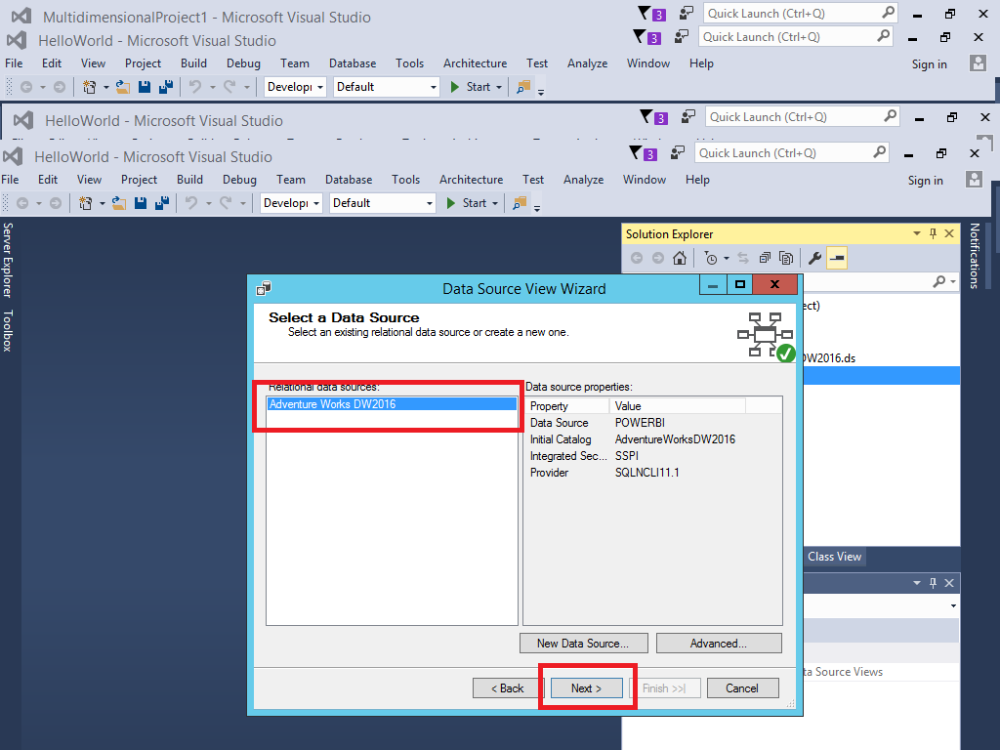 MultidimensionalProject1 - Microsoft Visual Studio
3
Quick Launch (Ctrl+Q)
HelloWorld - Microsoft Visual Studio
3
Quick Launch (Ctrl+Q)
File Edit View Project Build Debug Team Database Tools Architecture Test Analyze Window Help
Sign in
Develop Default Start
HelloWorld - Microsoft Visual Studio
3
Quick Launch (Ctrl+Q)
HelloWorld - Microsoft Visual Studio
3
Quick Launch (Ctrl+Q)
File Edit View Project Build Debug Team Database Tools Architecture Test Analyze Window Help
Sign in
Develop Default Start
Server Explorer
Toolbox
Solution Explorer
Notifications
Data Source View Wizard
Select a Data Source
Select an existing relational data source or create a new one.
ect)
DW2016.ds
Relational data sources:
Adventure Works DW2016
Data source properties:
Property Value
Data Source POWERBI
Initial Catalog AdventureWorksDW2016
Integrated Sec... SSPI
Provider SQLNCLI11.1
Class View
New Data Source... Advanced...
ta Source Views
< Back Next > Finish >>| Cancel